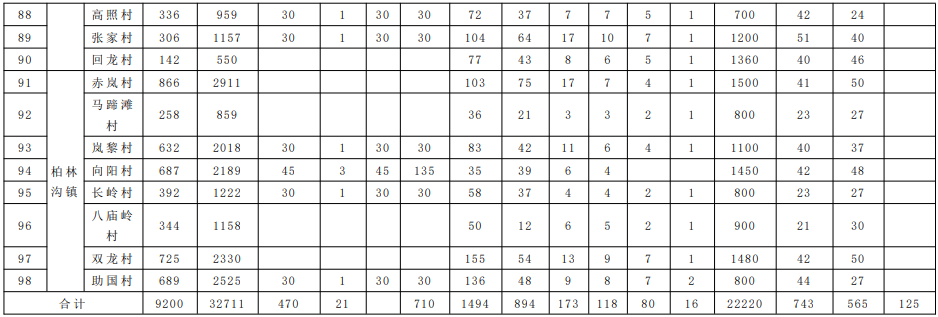 88 高照村 336 959 30 1 30 30 72 37 7 7 5 1 700 42 24
89 张家村 306 1157 30 1 30 30 104 64 17 10 7 1 1200 51 40
90 回龙村 142 550 77 43 8 6 5 1 1360 40 46
91 赤岚村 866 2911 103 75 17 7 4 1 1500 41 50
马蹄滩
92 258 859 36 21 3 3 2 1 800 23 27
村
93 岚黎村 632 2018 30 1 30 30 83 42 11 6 4 1 1100 40 37
94 柏林 向阳村 687 2189 45 3 45 135 35 39 6 4 1450 42 48
95 沟镇 长岭村 392 1222 30 1 30 30 58 37 4 4 2 1 800 23 27
八庙岭
96 344 1158 50 12 6 5 2 1 900 21 30
村
97 双龙村 725 2330 155 54 13 9 7 1 1480 42 50
98 助国村 689 2525 30 1 30 30 136 48 9 8 7 2 800 44 27
合计 9200 32711 470 21 710 1494 894 173 118 80 16 22220 743 565 125